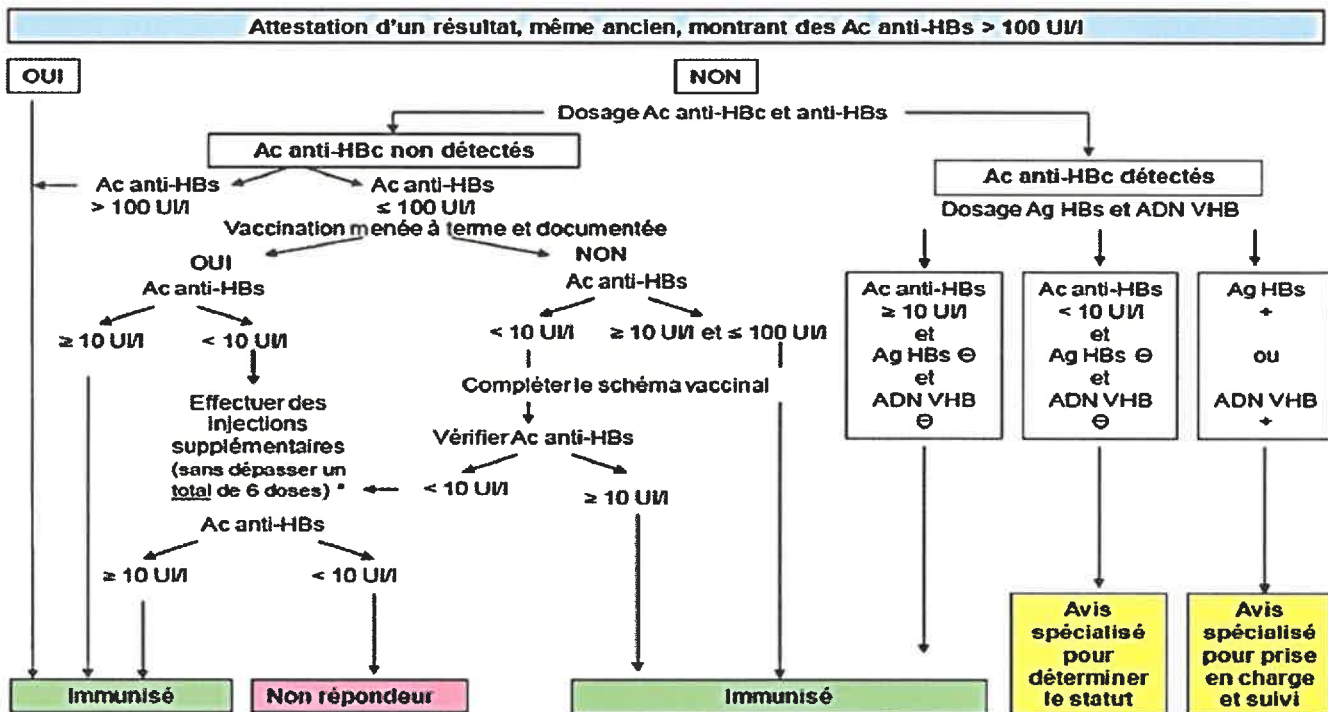 Attestation d'un résultat, même ancien, montrant des Ac anti-HBs > 100 UI/l
OUI
NON
Dosage Ac anti-HBc et anti-HBs
Ac anti-HBc non détectés
Ac anti-HBs
> 100 UI/l
Ac anti-HBs
≤ 100 UI/l
Vaccination menée à terme et documentée
OUI
Ac anti-HBs
≥ 10 UI/l
< 10 UI/l
Effectuer des
injections
supplémentaires
(sans dépasser un
total de 6 doses) *
Ac anti-HBs
≥ 10 UI/l
< 10 UI/l
NON
Ac anti-HBs
< 10 UI/l
≥ 10 UI/l et ≤ 100 UI/l
Compléter le schéma vaccinal
Vérifier Ac anti-HBs
< 10 UI/l
≥ 10 UI/l
Ac anti-HBc détectés
Dosage Ag HBs et ADN VHB
Ac anti-HBs
≥ 10 UI/l
et
Ag HBs ⊖
et
ADN VHB
⊖
Ac anti-HBs
< 10 UI/l
et
Ag HBs ⊖
et
ADN VHB
⊖
Ag HBs
+
ou
ADN VHB
+
Immunisé
Non répondeur
Immunisé
Avis
spécialisé
pour
déterminer
le statut
Avis
spécialisé
pour prise
en charge
et suivi